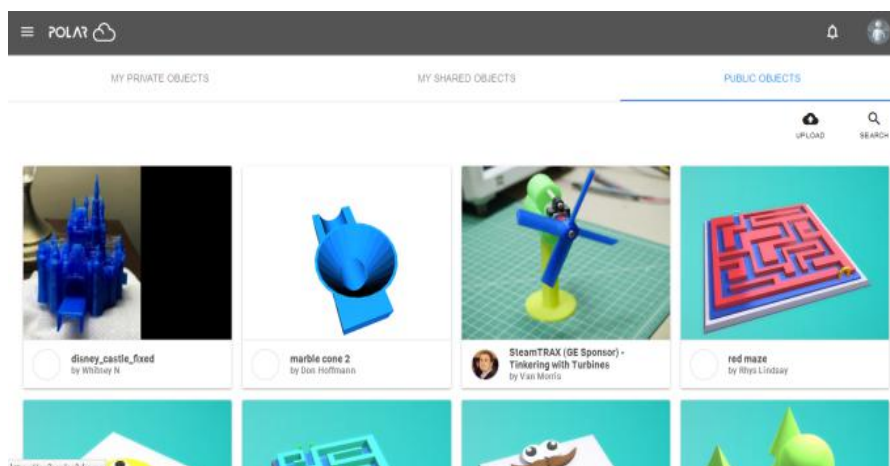 POLAR
MY PRIVATE OBJECTS
MY SHARED OBJECTS
PUBLIC OBJECTS
UPLOAD
SEARCH
disney_castle_fixed
by Whitney N
marble cone 2
by Don Hoffmann
SteamTRAX (GE Sponsor) -
Tinkering with Turbines
by Van Morris
red maze
by Rhys Lindsay